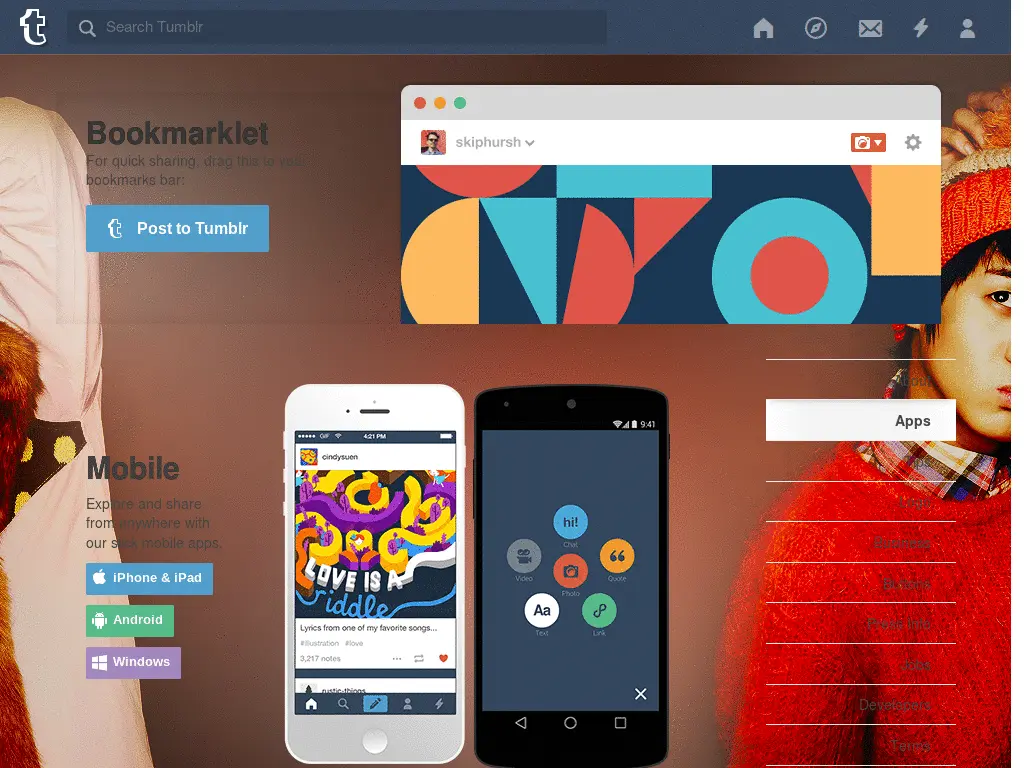 Search Tumblr
Bookmarklet
For quick sharing, drag this to your
bookmarks bar:
Post to Tumblr
skiphursh
About
Apps
Logo
Business
Buttons
Press Info
Jobs
Developers
Terms
Mobile
Explore and share
from anywhere with
our slick mobile apps.
iPhone & iPad
Android
Windows
GIF
4:21 PM
cindysuen
LOVE IS A
riddle
Lyrics from one of my favorite songs...
#illustration #love
3,217 notes
rustic-things
9:41
hi!
Chat
Video
Quote
Photo
Aa
Text
Link